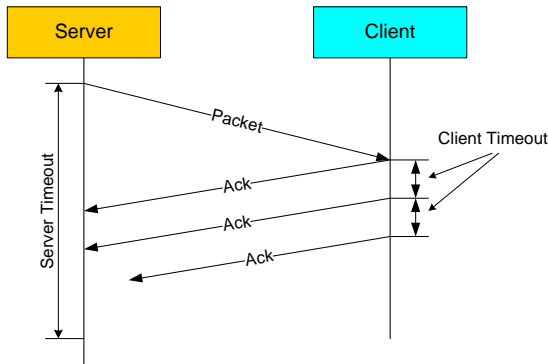 Server
Client
Packet
Client Timeout
Ack
Ack
Ack
Server Timeout